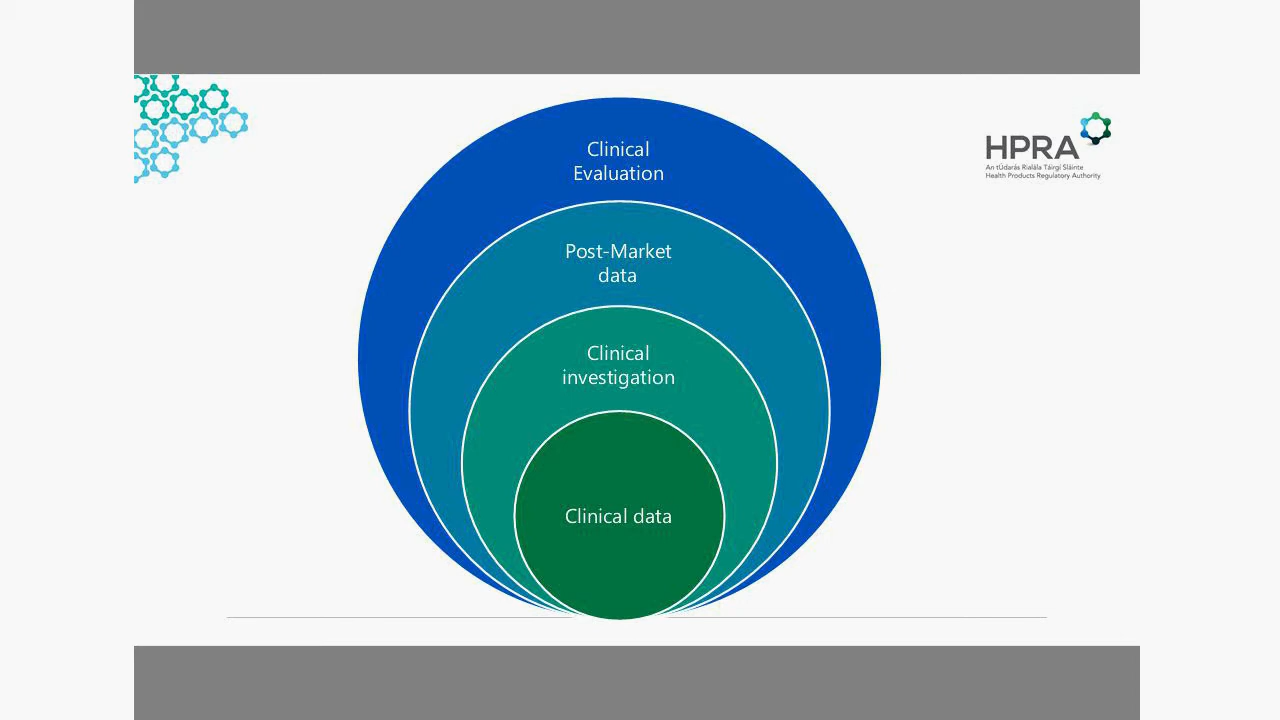 Clinical
Evaluation
HPRA
An tÚdarás Rialála Táirgí Sláinte
Health Products Regulatory Authority
Post-Market
data
Clinical
investigation
Clinical data